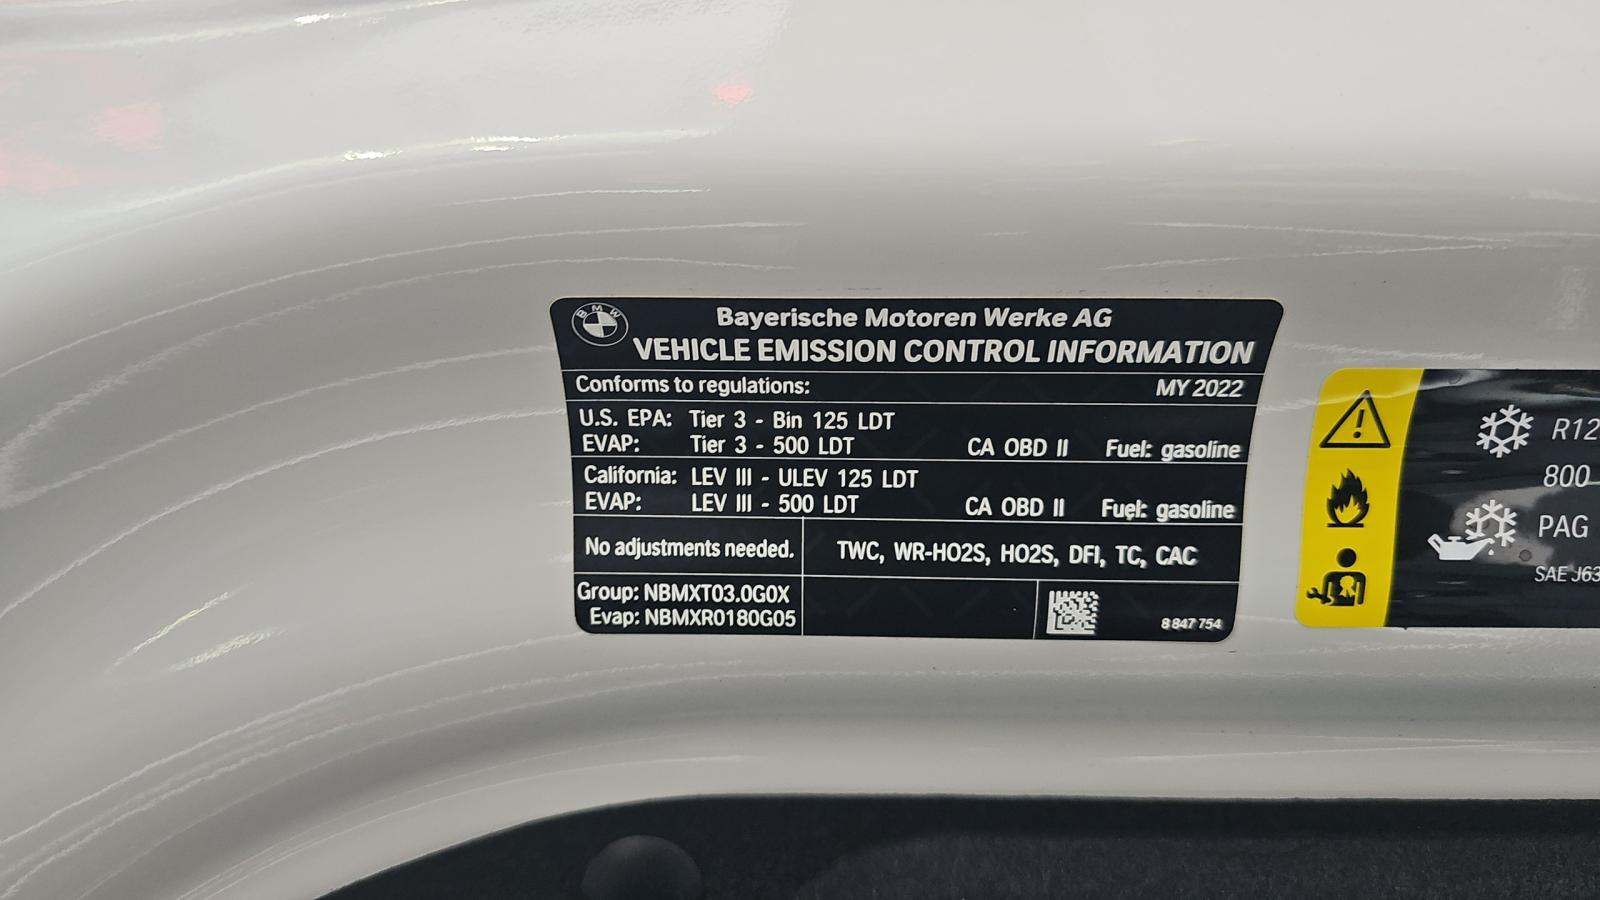 BMW
Bayerische Motoren Werke AG
VEHICLE EMISSION CONTROL INFORMATION
Conforms to regulations: MY 2022
U.S. EPA: Tier 3 - Bin 125 LDT
EVAP: Tier 3 - 500 LDT CA OBD II Fuel: gasoline
California: LEV III - ULEV 125 LDT
EVAP: LEV III - 500 LDT CA OBD II Fuel: gasoline
No adjustments needed. TWC, WR-HO2S, HO2S, DFI, TC, CAC
Group: NBMXT03.0G0X
Evap: NBMXR0180G05
8 847 754
R12
800
PAG
SAE J63